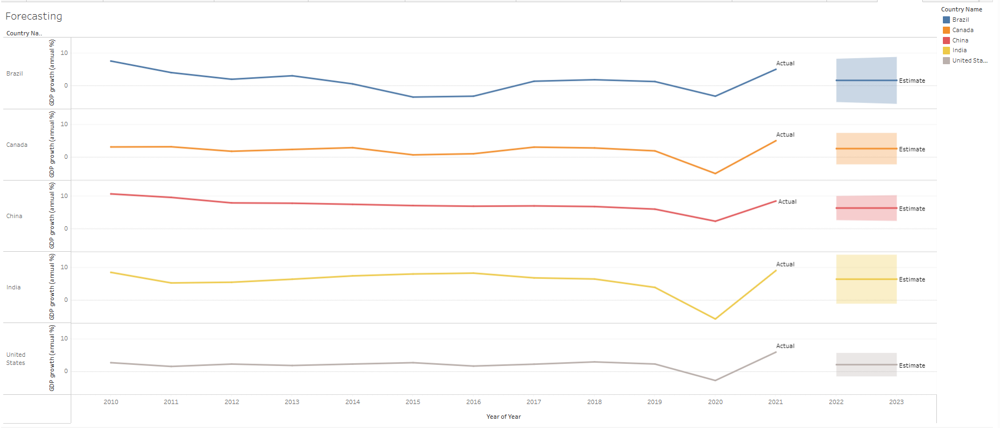 Forecasting
Country Na..
Brazil
GDP growth (annual %)
10
0
Actual
Estimate
Canada
GDP growth (annual %)
10
0
Actual
Estimate
China
GDP growth (annual %)
10
0
Actual
Estimate
India
GDP growth (annual %)
10
0
Actual
Estimate
United
States
GDP growth (annual %)
10
0
Actual
Estimate
2010 2011 2012 2013 2014 2015 2016 2017 2018 2019 2020 2021 2022 2023
Year of Year
Country Name
Brazil
Canada
China
India
United Sta...